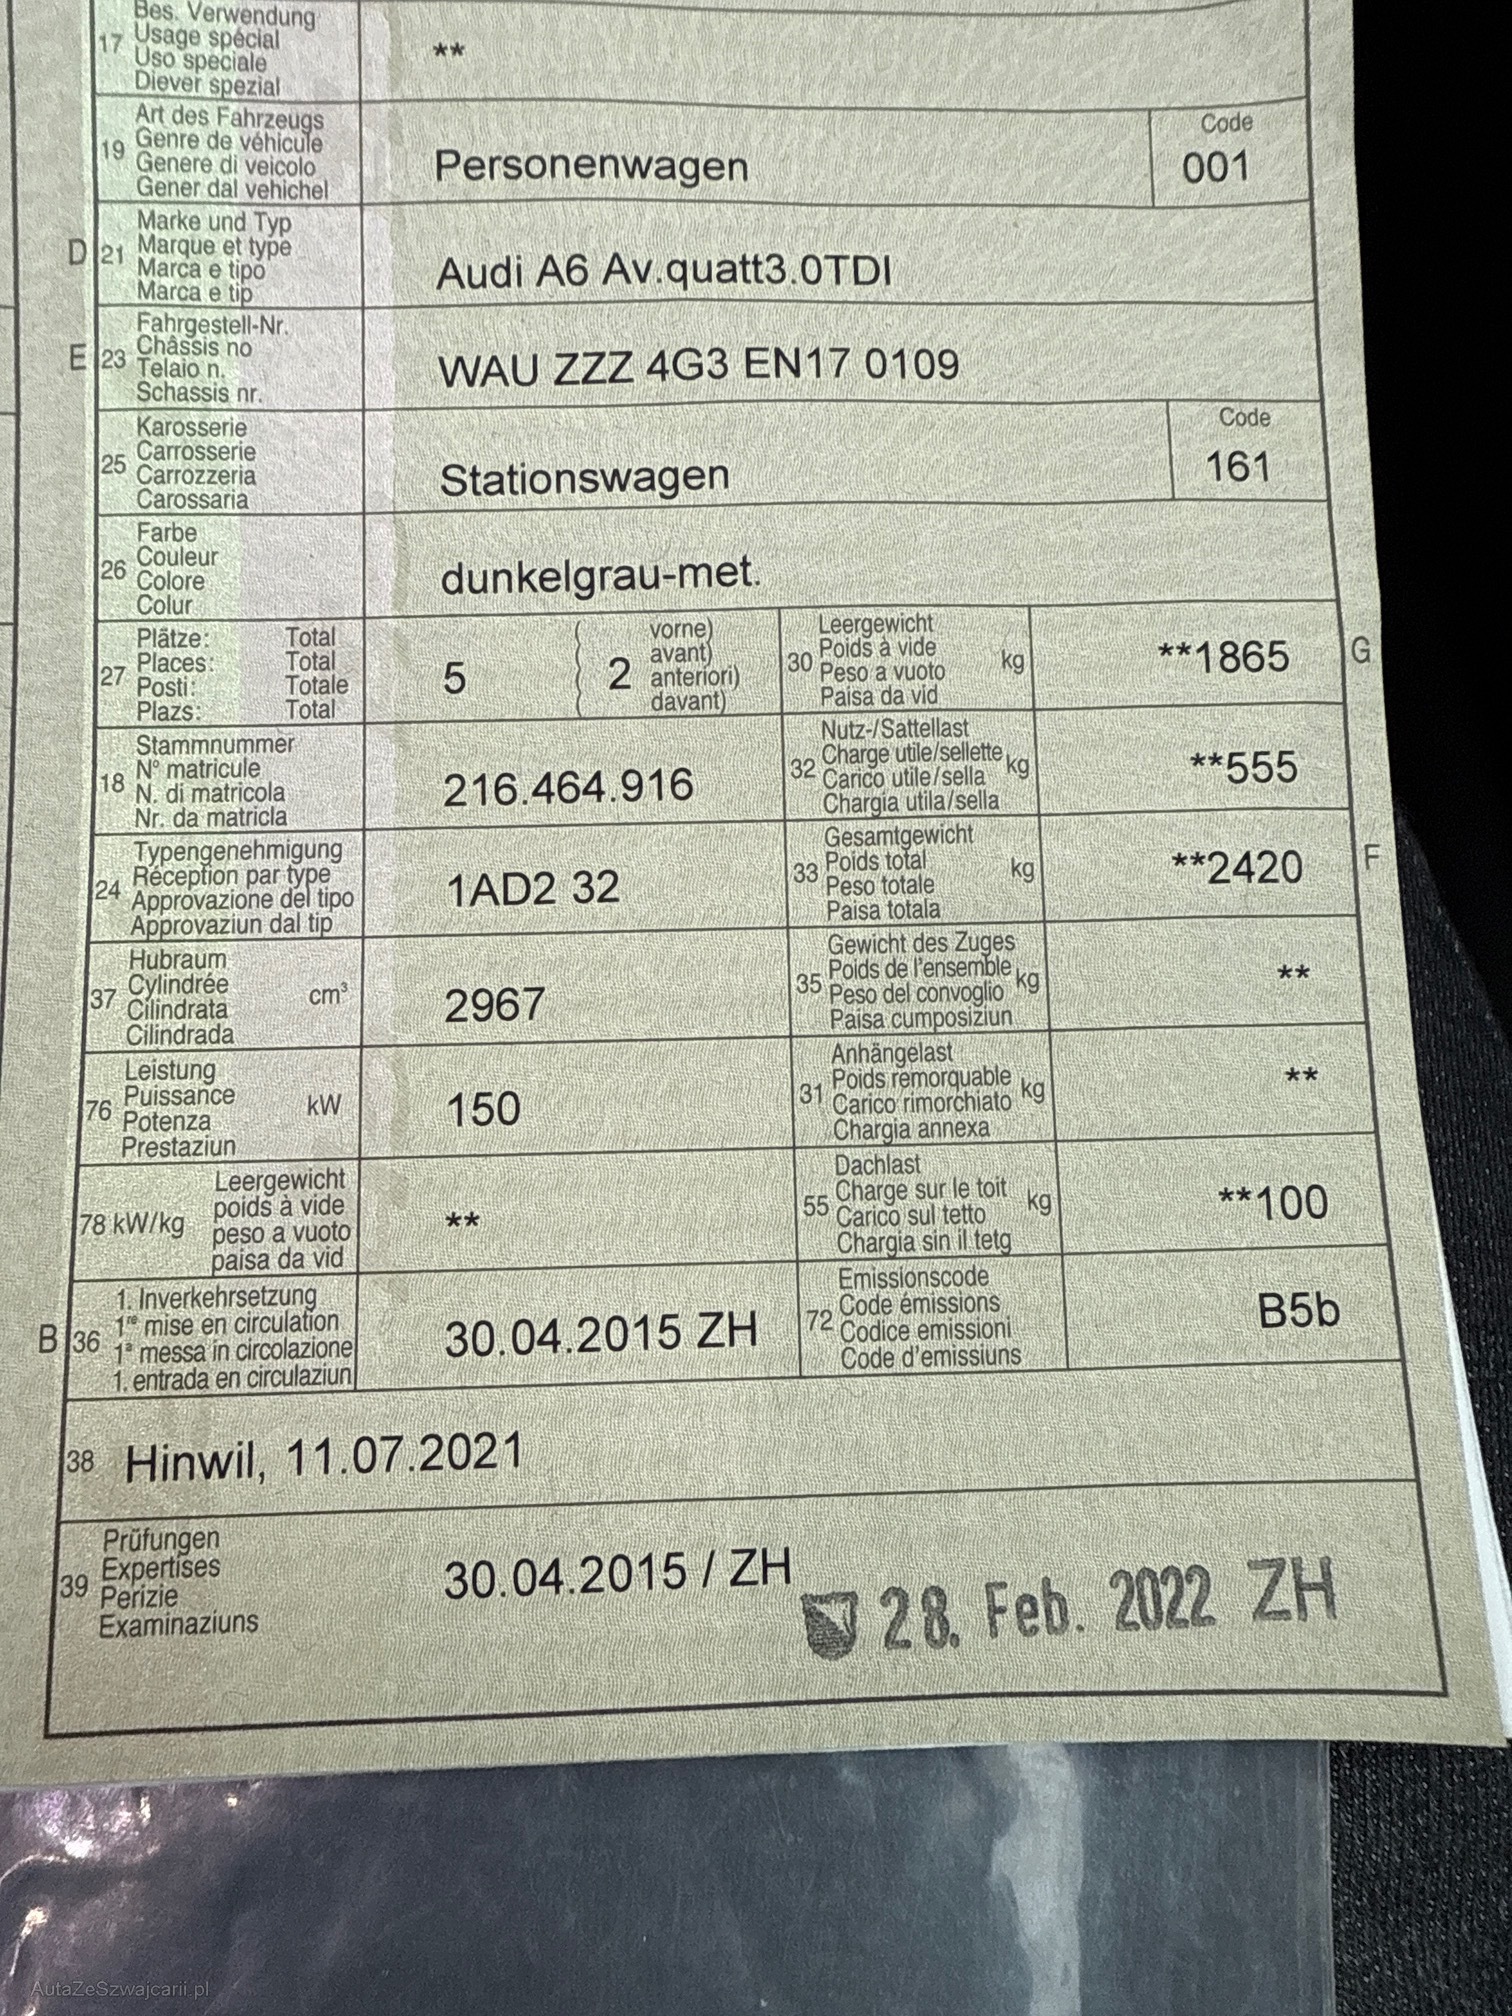 17 Bes. Verwendung
Usage spécial
Uso speciale
Diever spezial
**
19 Art des Fahrzeugs
Genre de véhicule
Genere di veicolo
Gener dal vehichel
Personenwagen
Code
001
D 21 Marke und Typ
Marque et type
Marca e tipo
Marca e tip
Audi A6 Av.quatt3.0TDI
E 23 Fahrgestell-Nr.
Châssis no
Telaio n.
Schassis nr.
WAU ZZZ 4G3 EN17 0109
25 Karosserie
Carrosserie
Carrozzeria
Carossaria
Stationswagen
Code
161
26 Farbe
Couleur
Colore
Colur
dunkelgrau-met.
27 Plätze: Total
Places: Total
Posti: Totale
Plazs: Total
5
2
vorne)
avant)
anteriori)
davant)
30 Leergewicht
Poids à vide
Peso a vuoto
Paisa da vid
kg
**1865
G
18 Stammnummer
N° matricule
N. di matricola
Nr. da matricla
216.464.916
32 Nutz-/Sattellast
Charge utile/sellette
Carico utile/sella
Chargia utila/sella
kg
**555
24 Typengenehmigung
Réception par type
Approvazione del tipo
Approvaziun dal tip
1AD2 32
33 Gesamtgewicht
Poids total
Peso totale
Paisa totala
kg
**2420
F
37 Hubraum
Cylindrée
Cilindrata
Cilindrada
cm³
2967
35 Gewicht des Zuges
Poids de l'ensemble
Peso del convoglio
Paisa cumposiziun
kg
**
76 Leistung
Puissance
Potenza
Prestaziun
kW
150
31 Anhängelast
Poids remorquable
Carico rimorchiato
Chargia annexa
kg
**
78 kW/kg
Leergewicht
poids à vide
peso a vuoto
paisa da vid
**
55 Dachlast
Charge sur le toit
Carico sul tetto
Chargia sin il tetg
kg
**100
B 36 1. Inverkehrsetzung
1re mise en circulation
1a messa in circolazione
1. entrada en circulaziun
30.04.2015 ZH
72 Emissionscode
Code émissions
Codice emissioni
Code d'emissiuns
B5b
38 Hinwil, 11.07.2021
39 Prüfungen
Expertises
Perizie
Examinaziuns
30.04.2015 / ZH
28. Feb. 2022 ZH
AutaZeSzwajcarii.pl